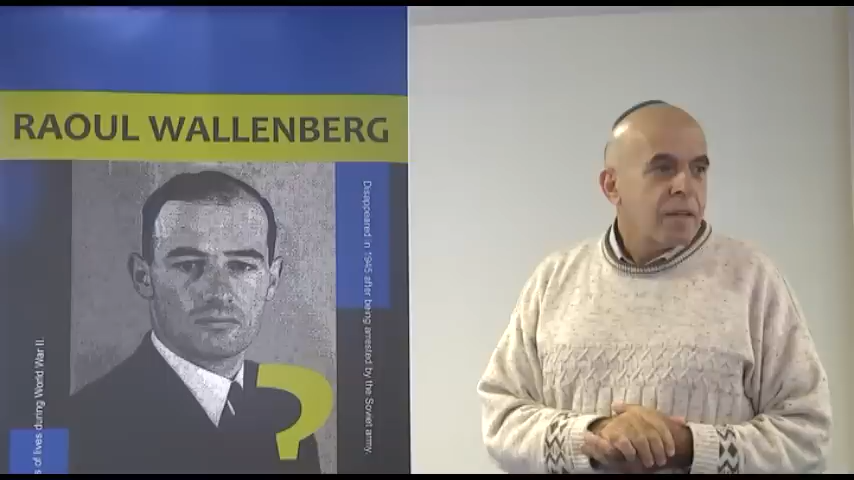 RAOUL WALLENBERG
Disappeared in 1945 after being arrested by the Soviet army.
s of lives during World War II.
?